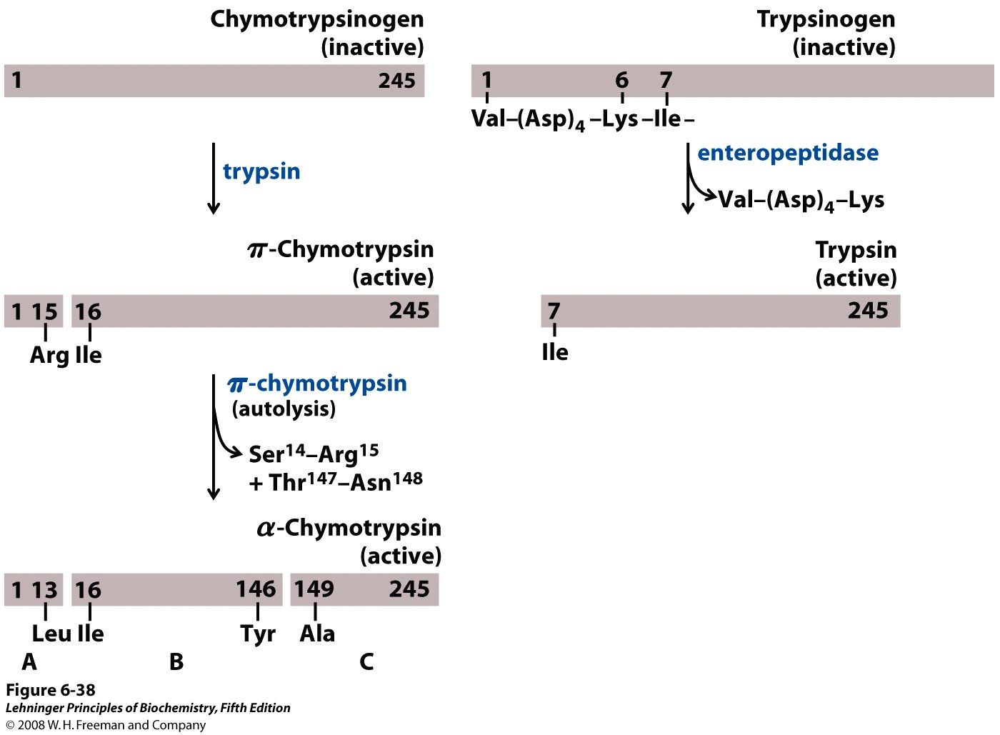 Chymotrypsinogen
(inactive)
1 245
trypsin
π-Chymotrypsin
(active)
1 15 16 245
Arg Ile
π-chymotrypsin
(autolysis)
Ser¹⁴–Arg¹⁵
+ Thr¹⁴⁷–Asn¹⁴⁸
α-Chymotrypsin
(active)
1 13 16 146 149 245
Leu Ile Tyr Ala
A B C
Trypsinogen
(inactive)
1 6 7
Val–(Asp)₄–Lys–Ile–
enteropeptidase
Val–(Asp)₄–Lys
Trypsin
(active)
7 245
Ile
Figure 6-38
Lehninger Principles of Biochemistry, Fifth Edition
© 2008 W. H. Freeman and Company